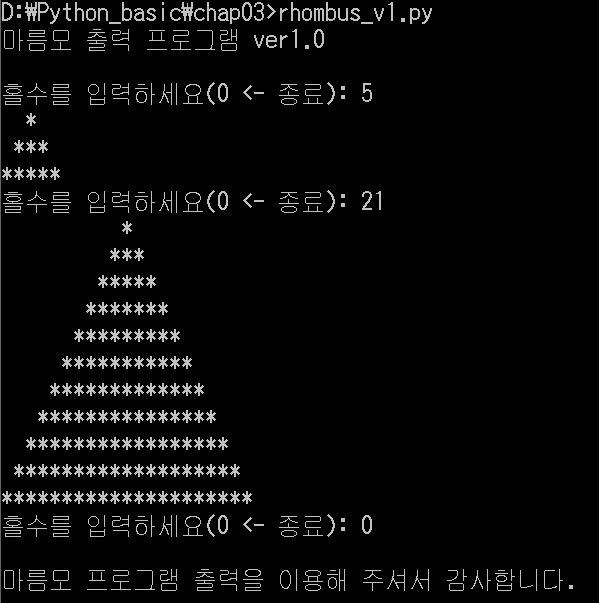 D:₩Python_basic₩chap03>rhombus_v1.py
마름모 출력 프로그램 ver1.0
홀수를 입력하세요(0 <- 종료): 5
  *
 ***
*****
홀수를 입력하세요(0 <- 종료): 21
          *
         ***
        *****
       *******
      *********
     ***********
    *************
   ***************
  *****************
 *******************
*********************
홀수를 입력하세요(0 <- 종료): 0
마름모 프로그램 출력을 이용해 주셔서 감사합니다.